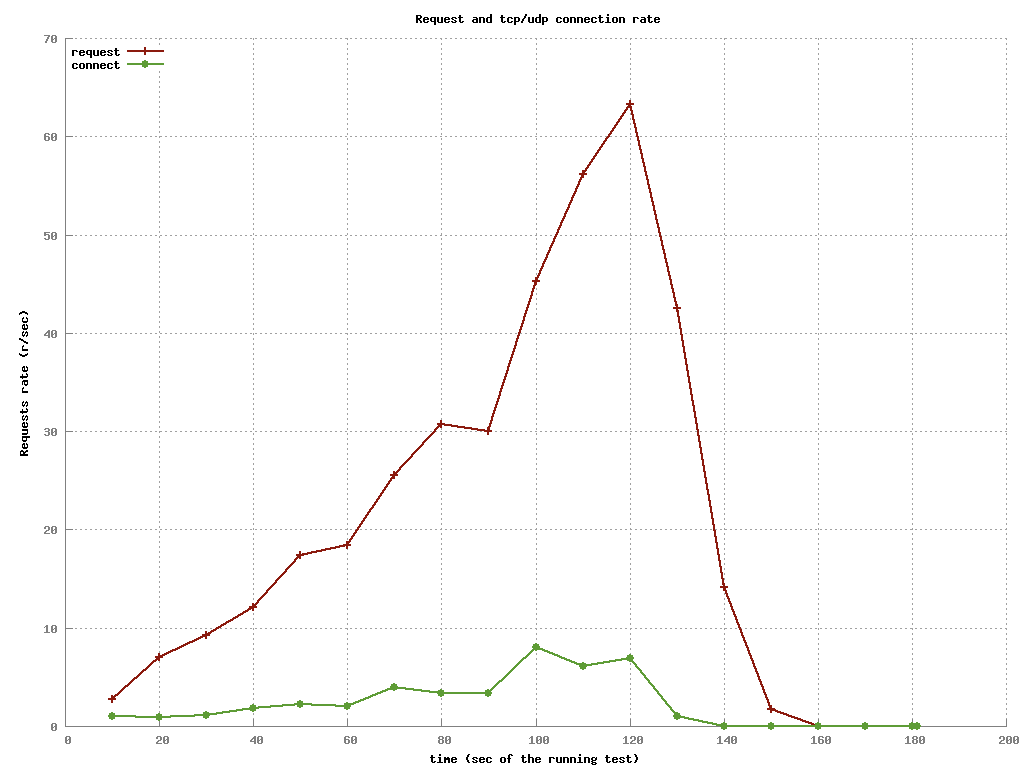 Request and tcp/udp connection rate
request
connect
Requests rate (r/sec)
70
60
50
40
30
20
10
0
0 20 40 60 80 100 120 140 160 180 200
time (sec of the running test)